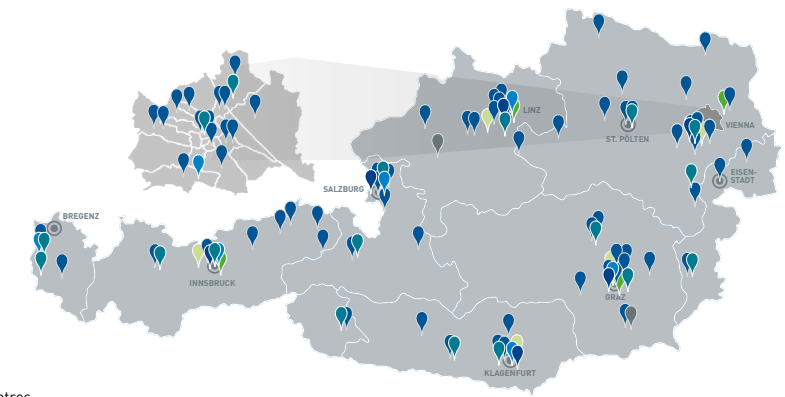 LINZ
VIENNA
ST. PÖLTEN
EISEN-
STADT
SALZBURG
BREGENZ
INNSBRUCK
GRAZ
KLAGENFURT